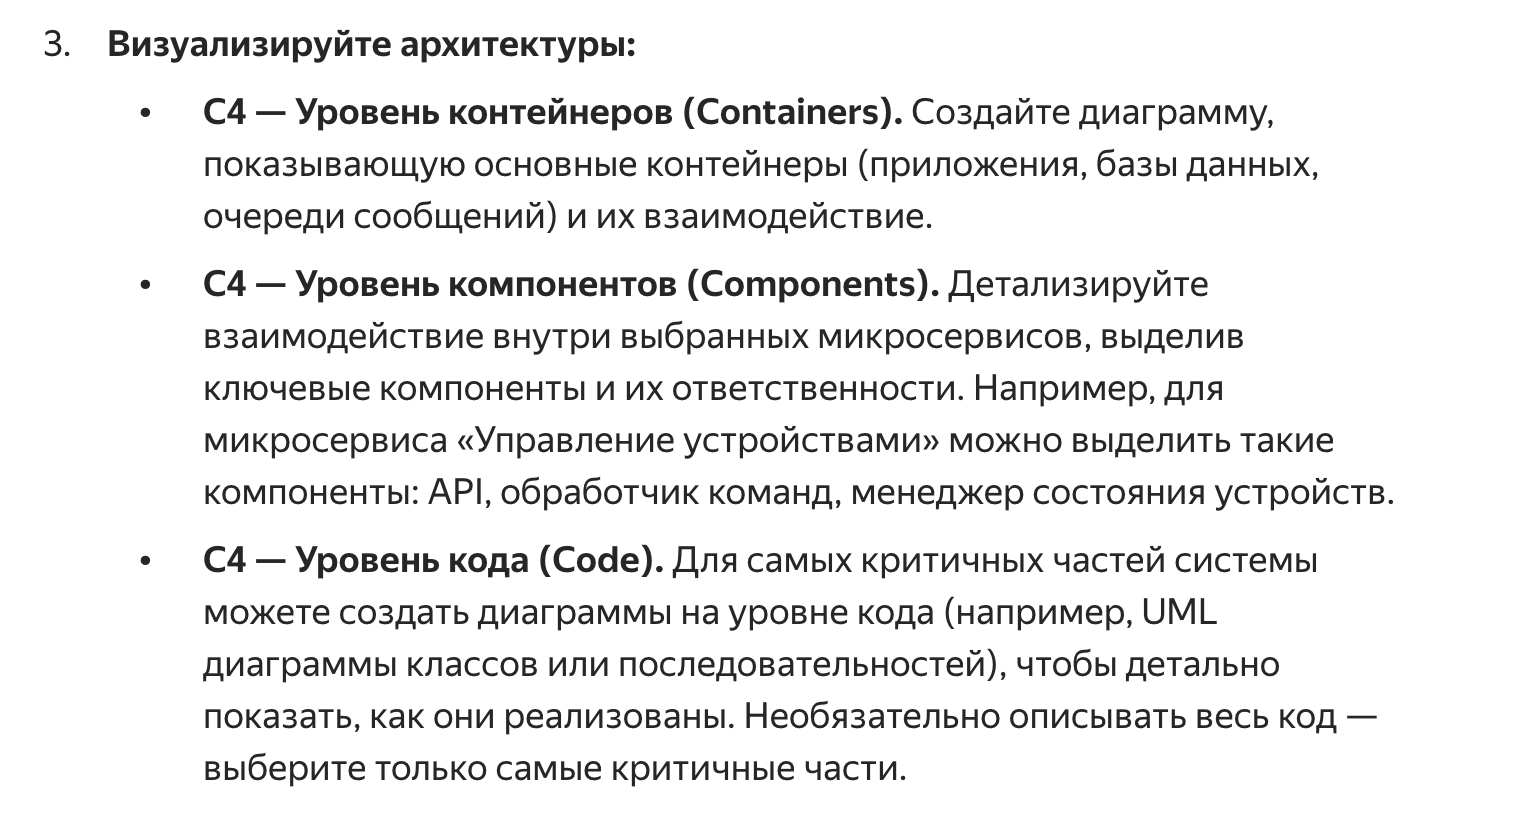 3. Визуализируйте архитектуры:
• C4 — Уровень контейнеров (Containers). Создайте диаграмму,
показывающую основные контейнеры (приложения, базы данных,
очереди сообщений) и их взаимодействие.
• C4 — Уровень компонентов (Components). Детализируйте
взаимодействие внутри выбранных микросервисов, выделив
ключевые компоненты и их ответственности. Например, для
микросервиса «Управление устройствами» можно выделить такие
компоненты: API, обработчик команд, менеджер состояния устройств.
• C4 — Уровень кода (Code). Для самых критичных частей системы
можете создать диаграммы на уровне кода (например, UML
диаграммы классов или последовательностей), чтобы детально
показать, как они реализованы. Необязательно описывать весь код —
выберите только самые критичные части.